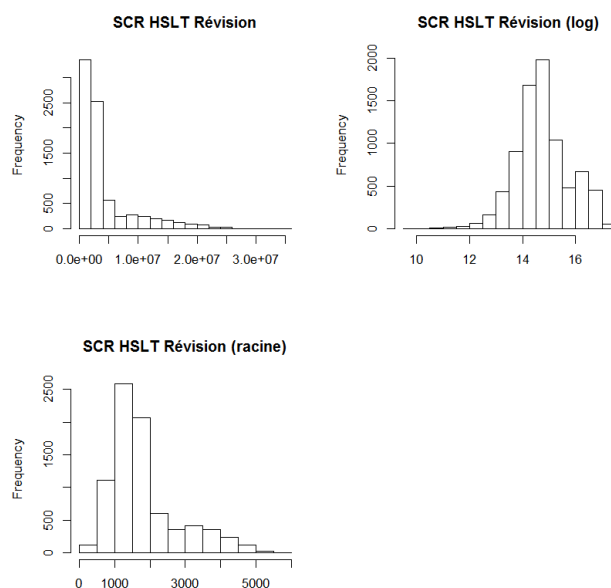 SCR HSLT Révision
Frequency
0 500 1500 2500
0.0e+00 1.0e+07 2.0e+07 3.0e+07
SCR HSLT Révision (log)
Frequency
0 500 1000 1500 2000
10 12 14 16
SCR HSLT Révision (racine)
Frequency
0 500 1500 2500
0 1000 3000 5000